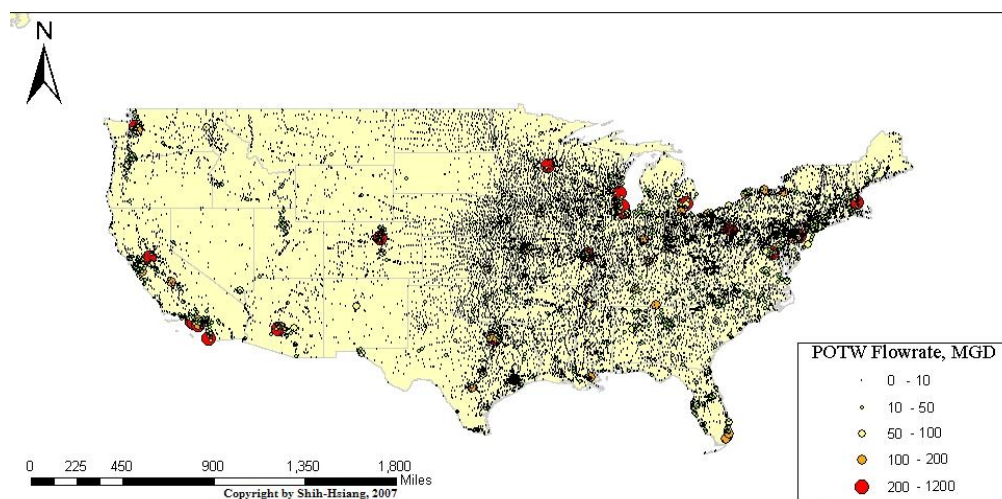 N
POTW Flowrate, MGD
0 - 10
10 - 50
50 - 100
100 - 200
200 - 1200
0 225 450 900 1,350 1,800
Miles
Copyright by Shih-Hsiang, 2007